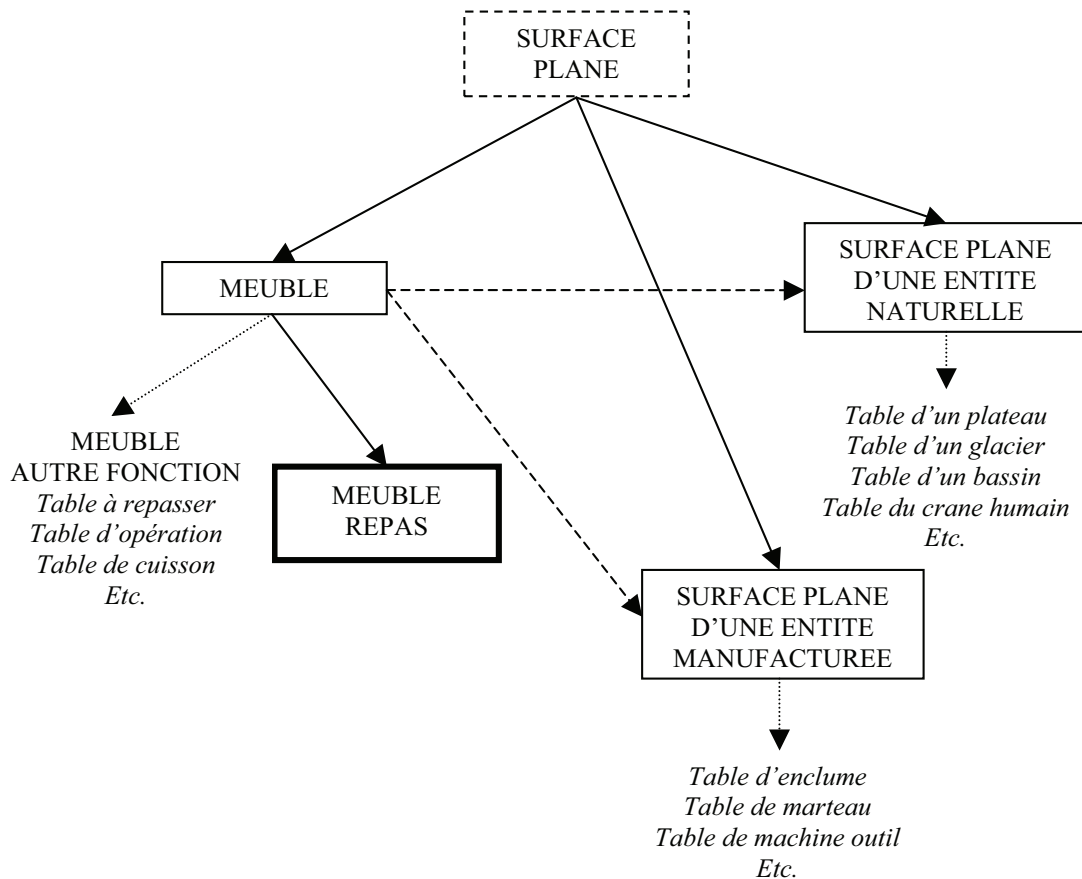 SURFACE
PLANE
MEUBLE
SURFACE PLANE
D’UNE ENTITE
NATURELLE
MEUBLE
AUTRE FONCTION
Table à repasser
Table d’opération
Table de cuisson
Etc.
MEUBLE
REPAS
Table d’un plateau
Table d’un glacier
Table d’un bassin
Table du crane humain
Etc.
SURFACE PLANE
D’UNE ENTITE
MANUFACTUREE
Table d’enclume
Table de marteau
Table de machine outil
Etc.